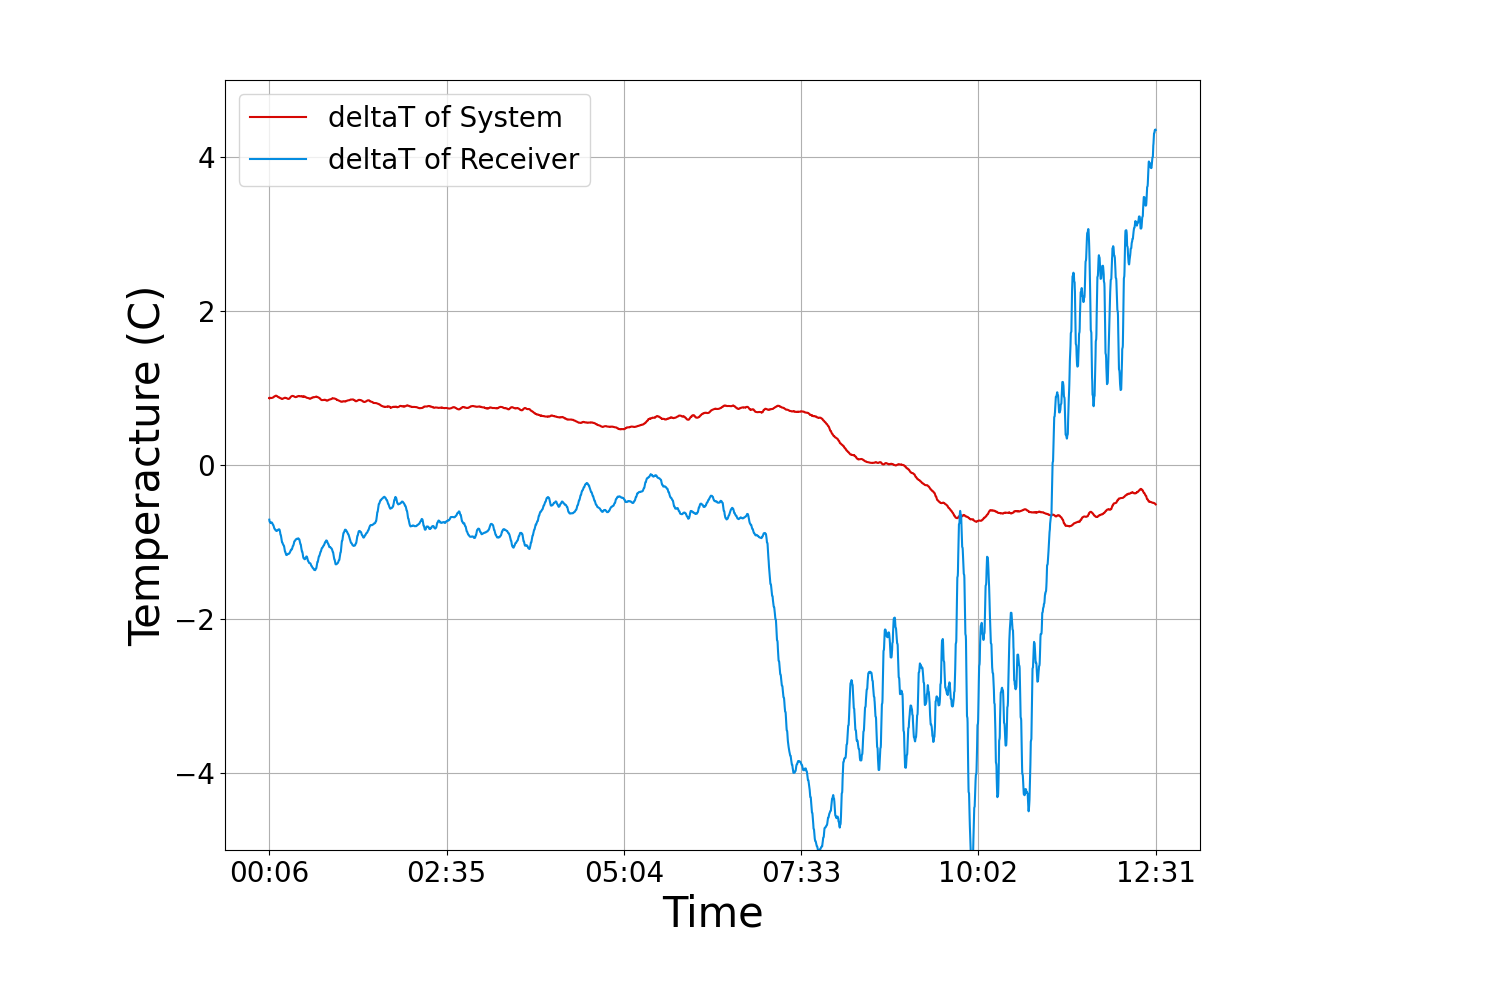 deltaT of System
deltaT of Receiver
4
2
0
−2
−4
Temperacture (C)
00:06 02:35 05:04 07:33 10:02 12:31
Time